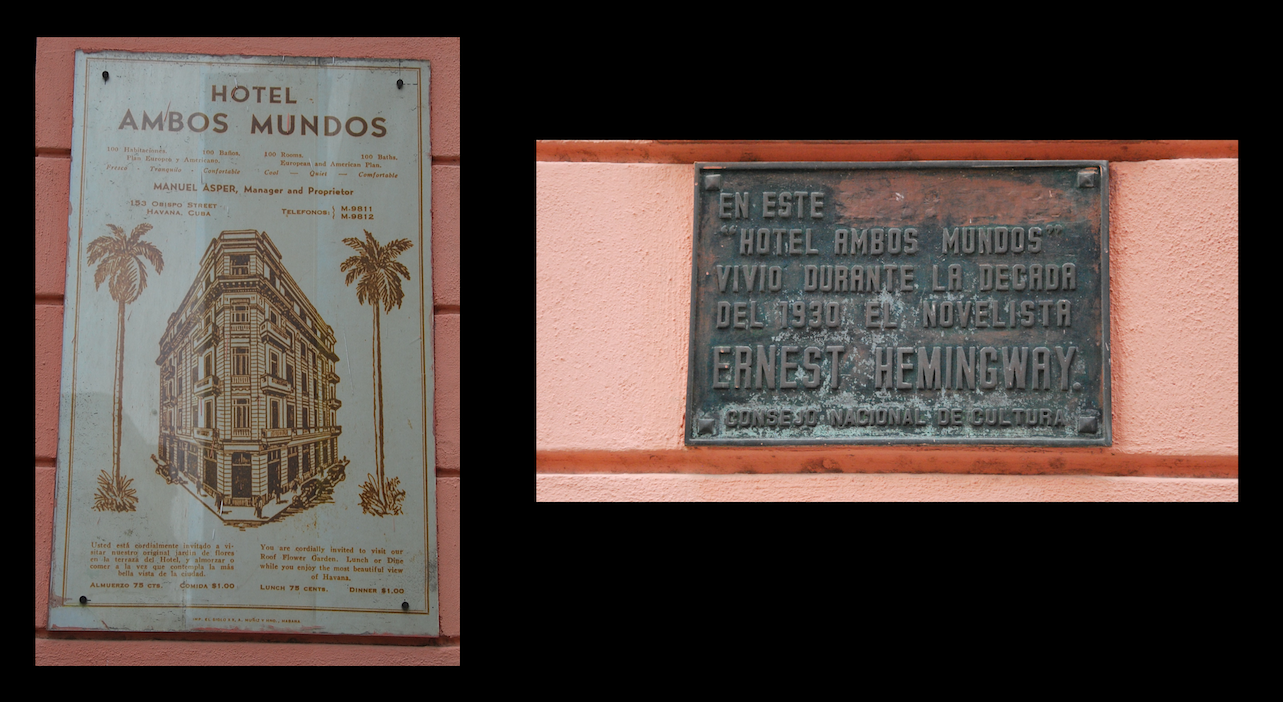 HOTEL
AMBOS MUNDOS
100 Habitaciones. 100 Baños.
Plan Europeo y Americano.
Fresco - Tranquilo - Confortable
100 Rooms. 100 Baths.
European and American Plan.
Cool — Quiet — Comfortable
MANUEL ASPER, Manager and Proprietor
153 OBISPO STREET
HAVANA, CUBA
TELEFONOS: M-9811
M-9812
Usted está cordialmente invitado a vi-
sitar nuestro original jardín de flores
en la terraza del Hotel, y almorzar o
comer a la vez que contempla la más
bella vista de la ciudad.
ALMUERZO 75 CTS. COMIDA $1.00
You are cordially invited to visit our
Roof Flower Garden. Lunch or Dine
while you enjoy the most beautiful view
of Havana.
LUNCH 75 CENTS. DINNER $1.00
EN ESTE
"HOTEL AMBOS MUNDOS"
VIVIO DURANTE LA DECADA
DEL 1930 EL NOVELISTA
ERNEST HEMINGWAY.
CONSEJO NACIONAL DE CULTURA